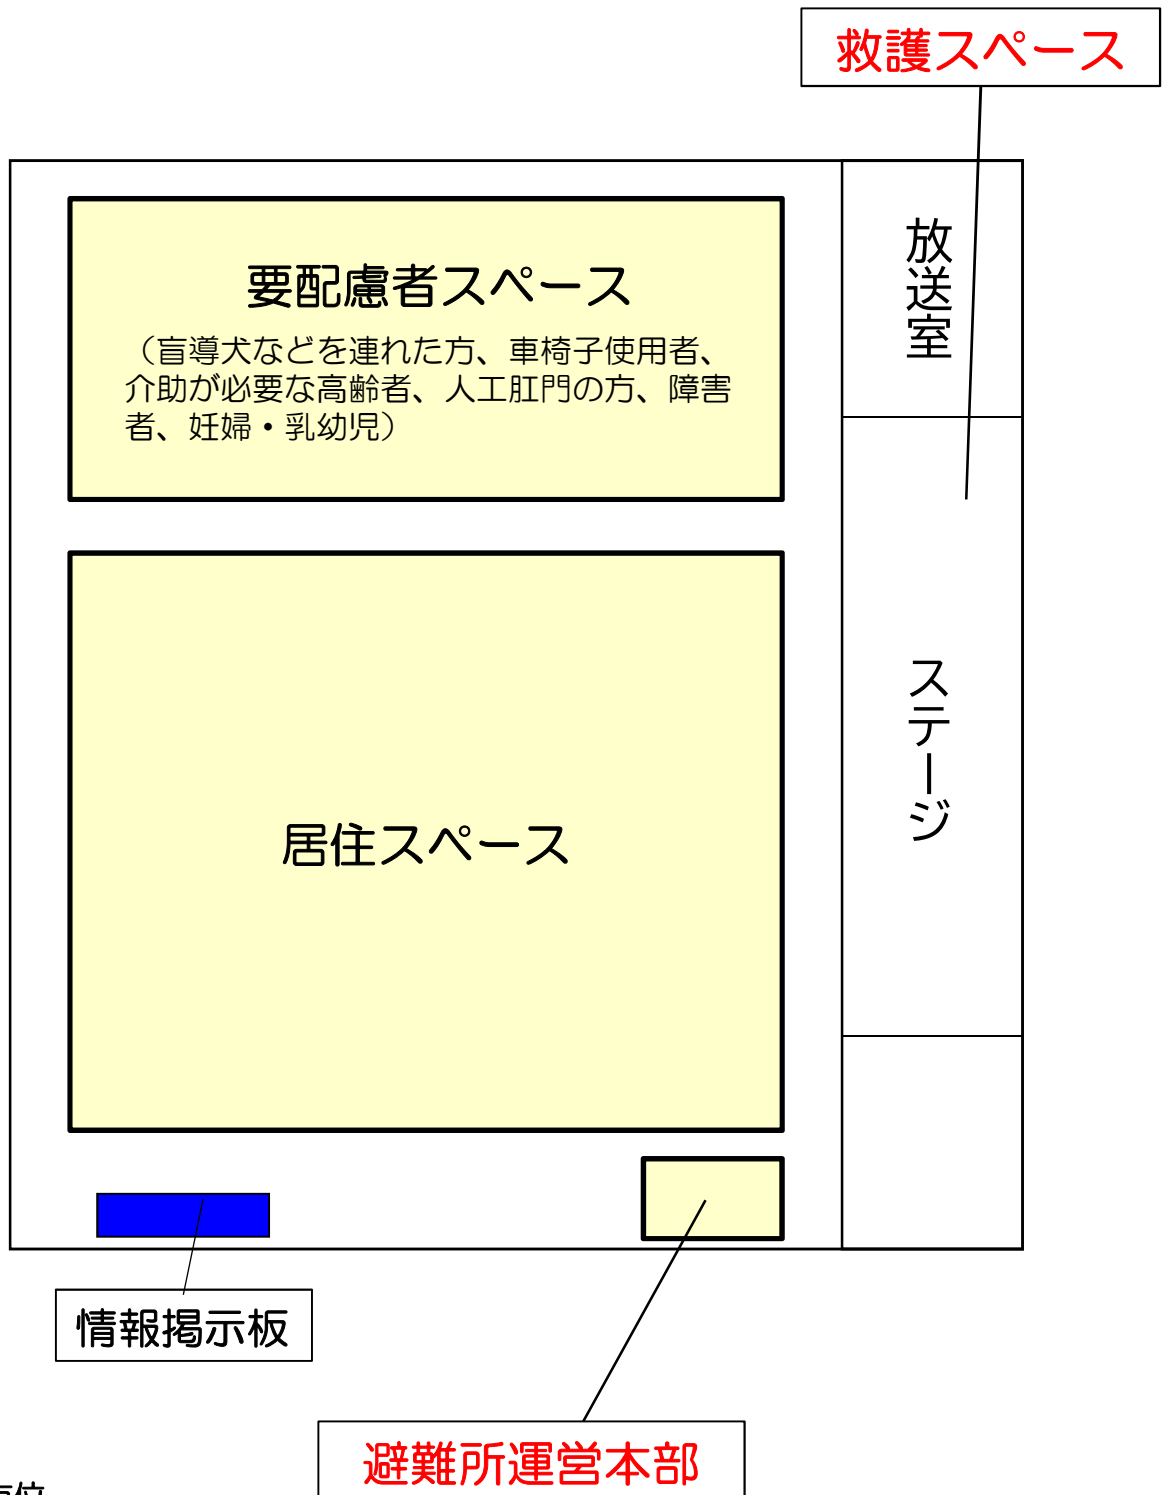 救護スペース
放送室
要配慮者スペース
（盲導犬などを連れた方、車椅子使用者、
介助が必要な高齢者、人工肛門の方、障害
者、妊婦・乳幼児）
ステージ
居住スペース
情報掲示板
避難所運営本部